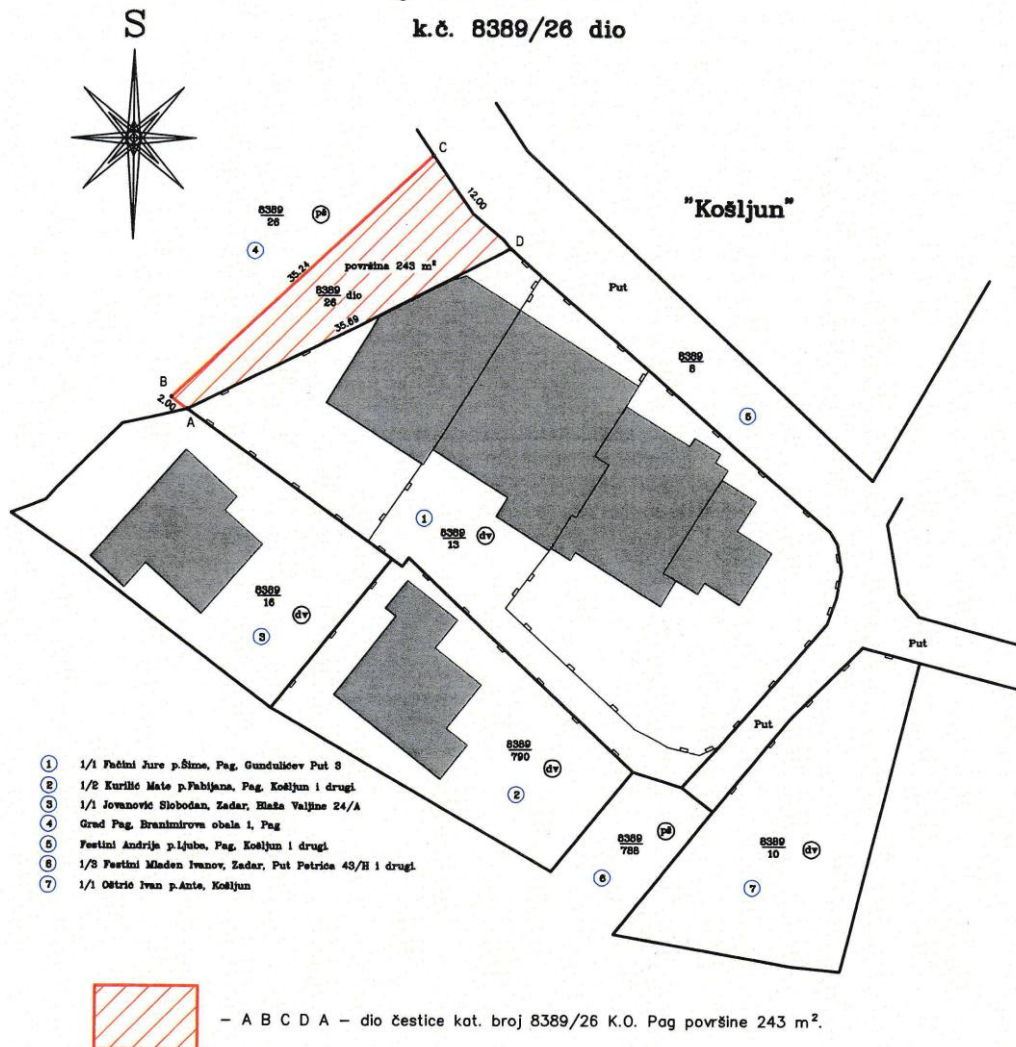 S
k.č. 8389/26 dio
"Košljun"
C
12.00
D
8389
26
pš
4
35.24
površina 243 m²
8389
26 dio
35.89
Put
8389
8
5
B
2.00
A
1
8389
13
dv
8389
16
dv
3
Put
Put
8389
790
dv
2
8389
788
pš
6
8389
10
dv
7
1 1/1 Fačini Jure p.Šime, Pag, Gundulićev Put 3
2 1/2 Kurilić Mate p.Fabijana, Pag, Košljun i drugi
3 1/1 Jovanović Slobodan, Zadar, Blaža Valjine 24/A
4 Grad Pag, Branimirova obala 1, Pag
5 Festini Andrija p.Ljuba, Pag, Košljun i drugi
6 1/3 Festini Mladen Ivanov, Zadar, Put Petrića 43/H i drugi
7 1/1 Oštrić Ivan p.Ante, Košljun
– A B C D A – dio čestice kat. broj 8389/26 K.O. Pag površine 243 m².